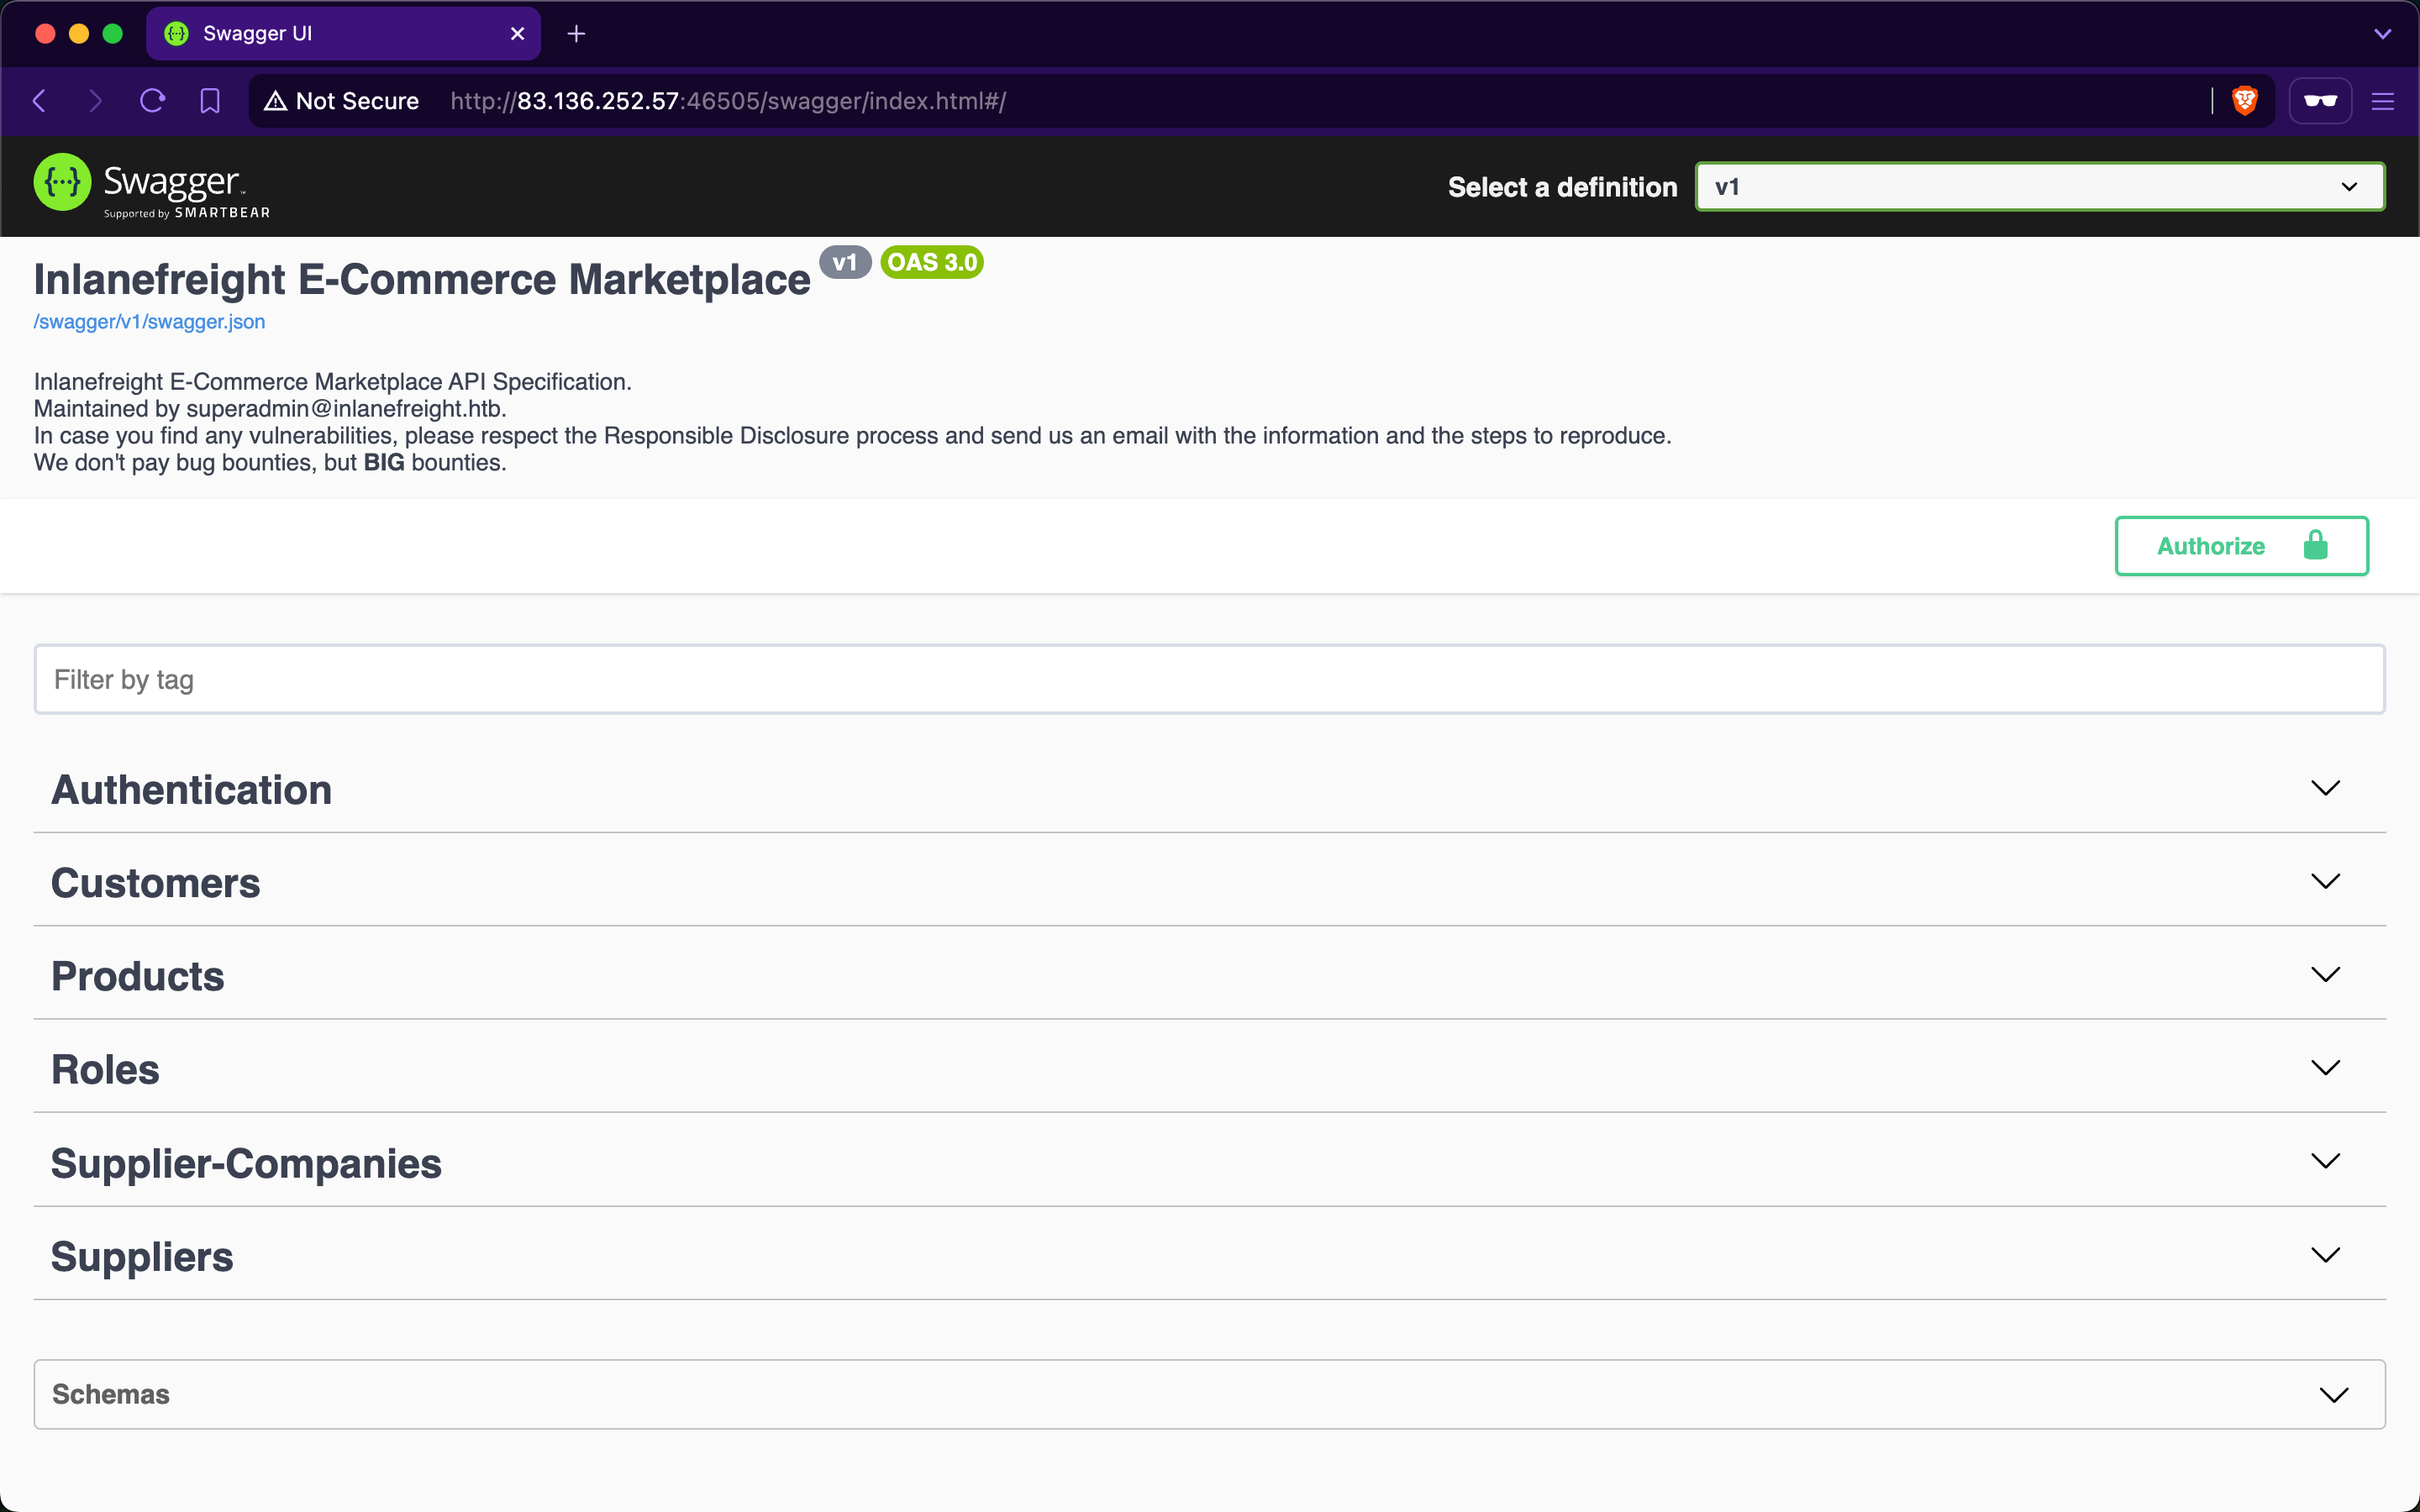 Swagger UI
Not Secure http://83.136.252.57:46505/swagger/index.html#/
{...} Swagger™
Supported by SMARTBEAR
Select a definition
v1
Inlanefreight E-Commerce Marketplace v1 OAS 3.0
/swagger/v1/swagger.json
Inlanefreight E-Commerce Marketplace API Specification.
Maintained by superadmin@inlanefreight.htb.
In case you find any vulnerabilities, please respect the Responsible Disclosure process and send us an email with the information and the steps to reproduce.
We don't pay bug bounties, but BIG bounties.
Authorize
Filter by tag
Authentication
Customers
Products
Roles
Supplier-Companies
Suppliers
Schemas